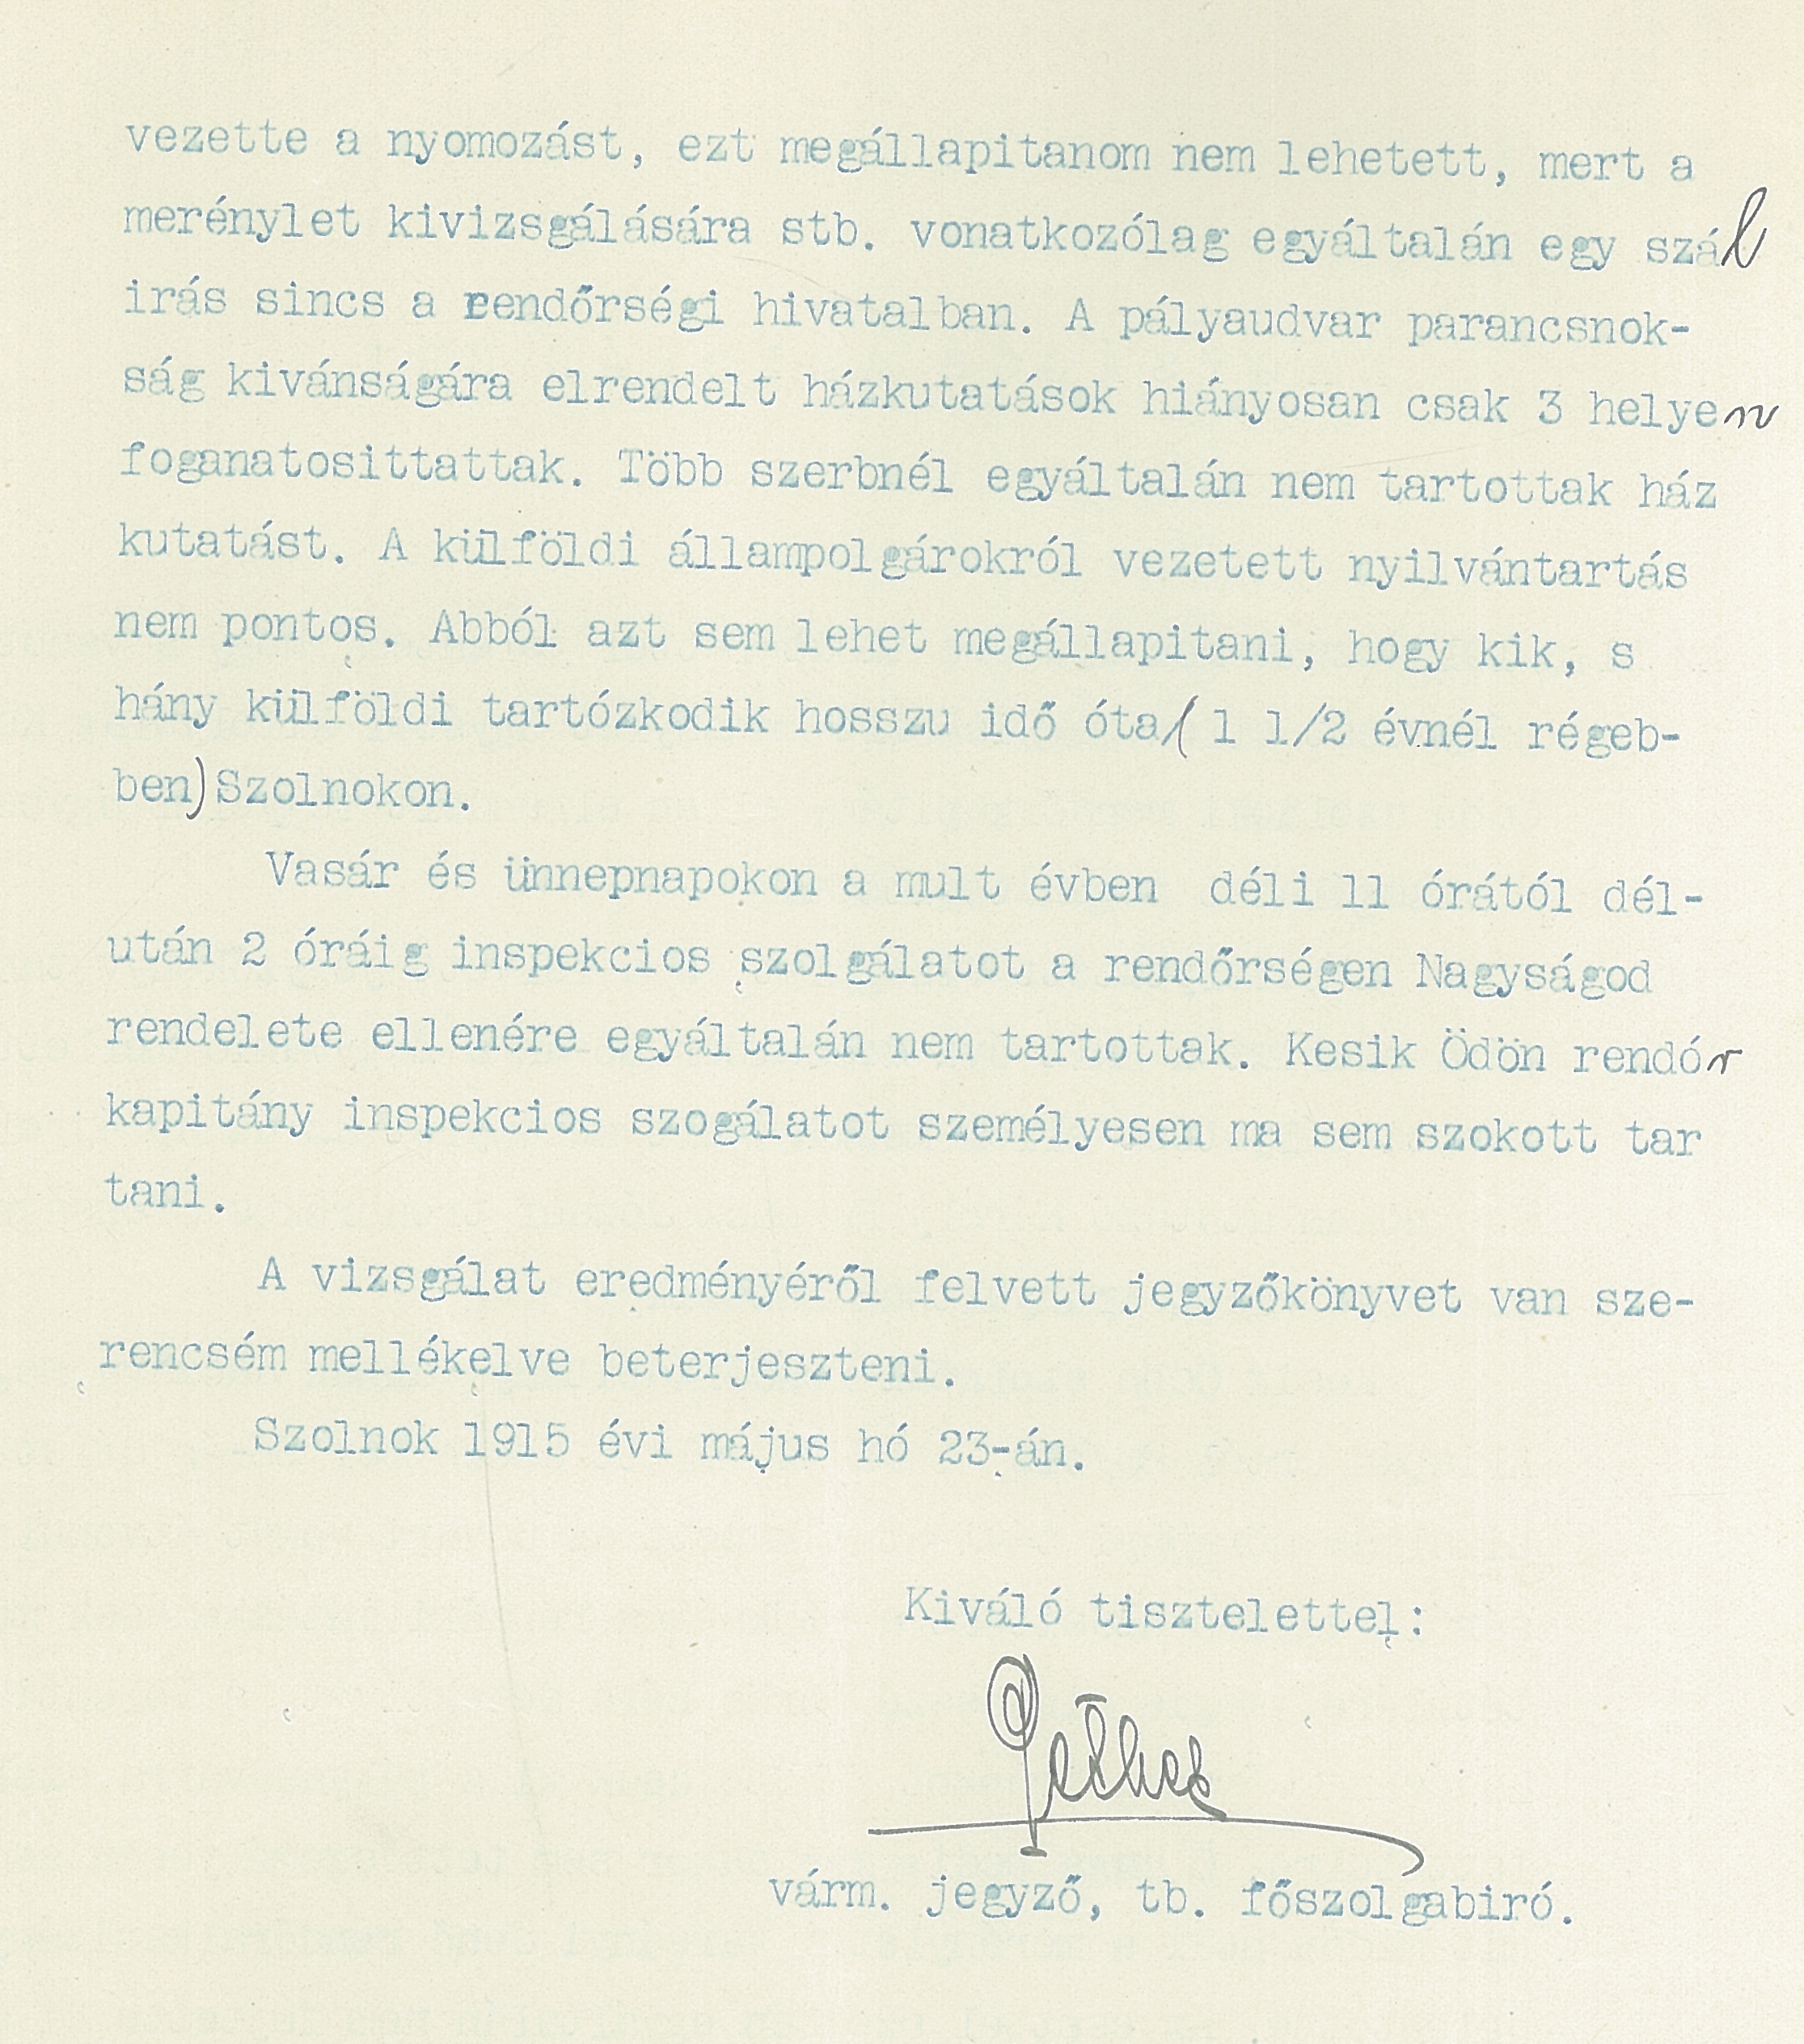 vezette a nyomozást, ezt megállapitanom nem lehetett, mert a
merénylet kivizsgálására stb. vonatkozólag egyáltalán egy szál
irás sincs a rendőrségi hivatalban. A pályaudvar parancsnok-
ság kivánságára elrendelt házkutatások hiányosan csak 3 helyen
foganatosittattak. Több szerbnél egyáltalán nem tartottak ház
kutatást. A külföldi állampolgárokról vezetett nyilvántartás
nem pontos. Abból azt sem lehet megállapitani, hogy kik, s
hány külföldi tartózkodik hosszu idő óta ( 1 1/2 évnél régeb-
ben) Szolnokon.
Vasár és ünnepnapokon a mult évben déli 11 órától dél-
után 2 óráig inspekcios szolgálatot a rendőrségen Nagyságod
rendelete ellenére egyáltalán nem tartottak. Kesik Ödön rendór
kapitány inspekcios szogálatot személyesen ma sem szokott tar
tani.
A vizsgálat eredményéről felvett jegyzőkönyvet van sze-
rencsém mellékelve beterjeszteni.
Szolnok 1915 évi május hó 23-án.
Kiváló tisztelettel:
Pethes
várm. jegyző, tb. főszolgabiró.